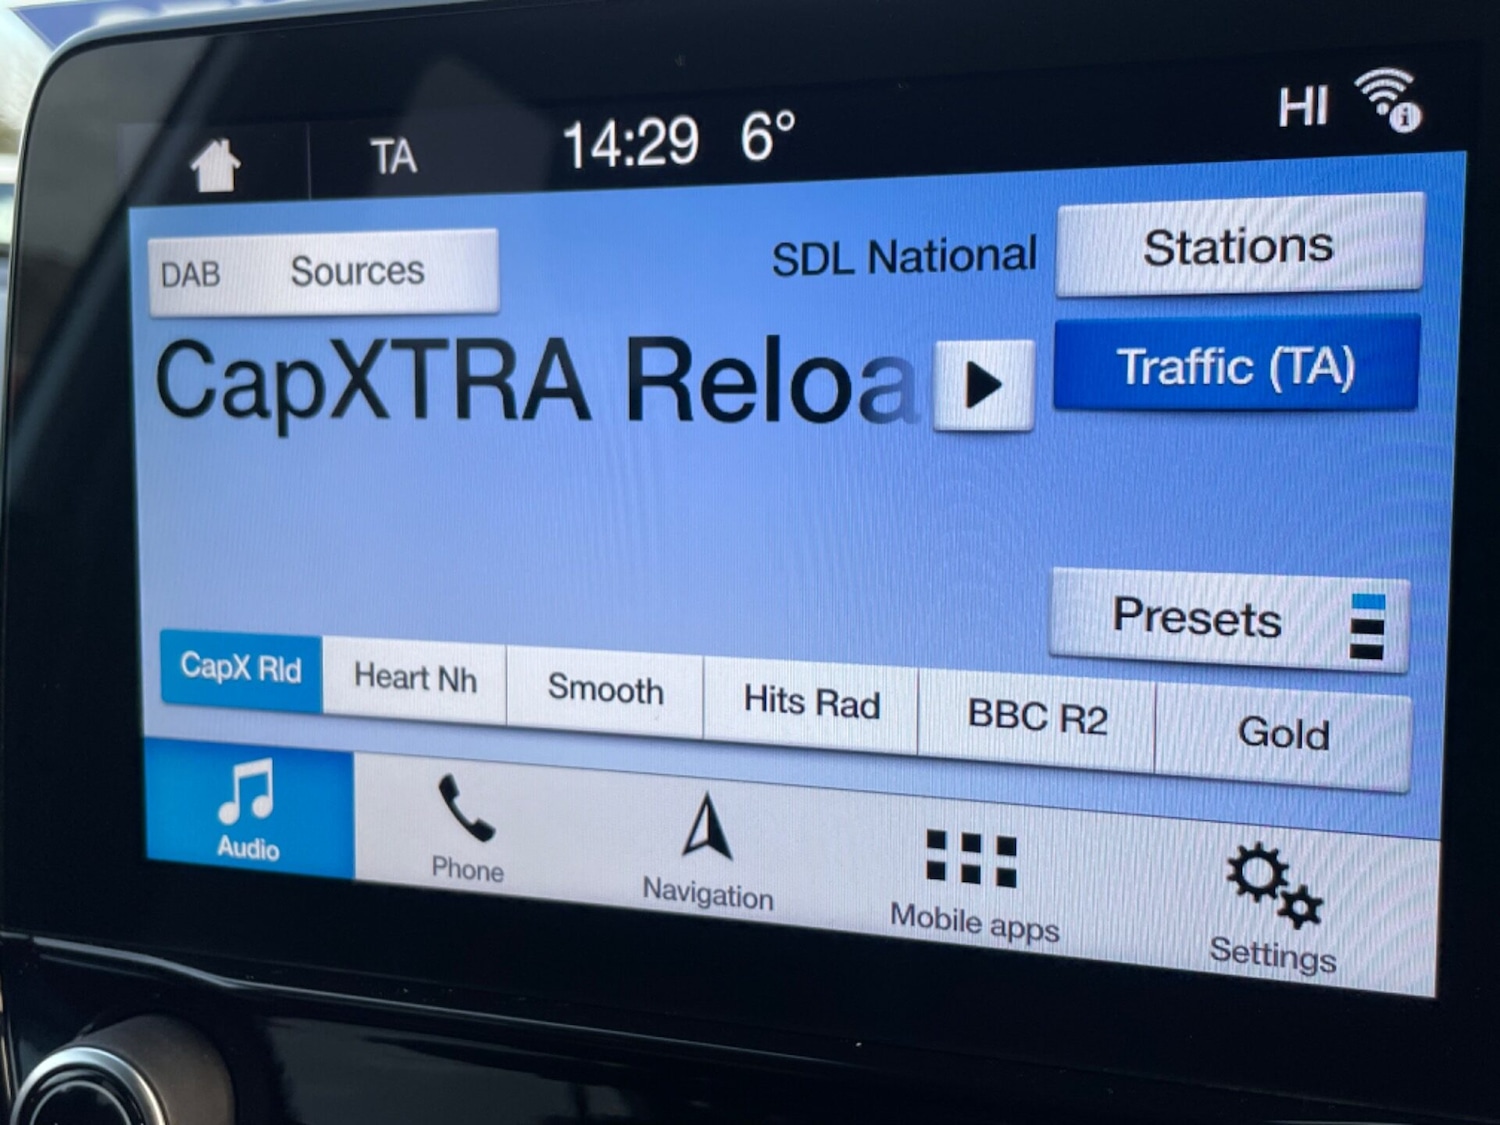 TA 14:29 6° HI
DAB Sources SDL National Stations
CapXTRA Reloa Traffic (TA)
Presets
CapX Rld Heart Nh Smooth Hits Rad BBC R2 Gold
Audio Phone Navigation Mobile apps Settings